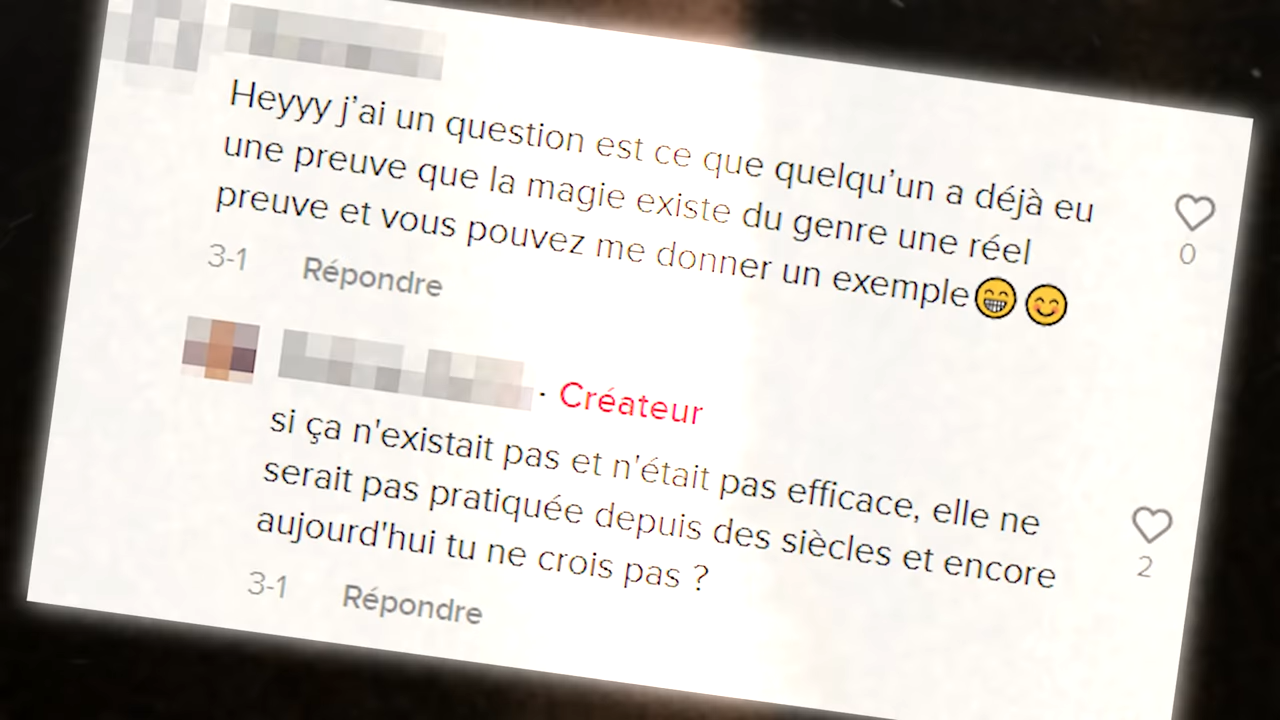 Heyyy j'ai un question est ce que quelqu'un a déjà eu
une preuve que la magie existe du genre une réel
preuve et vous pouvez me donner un exemple😁😊
0
3-1 Répondre
· Créateur
si ça n'existait pas et n'était pas efficace, elle ne
serait pas pratiquée depuis des siècles et encore
aujourd'hui tu ne crois pas ?
2
3-1 Répondre